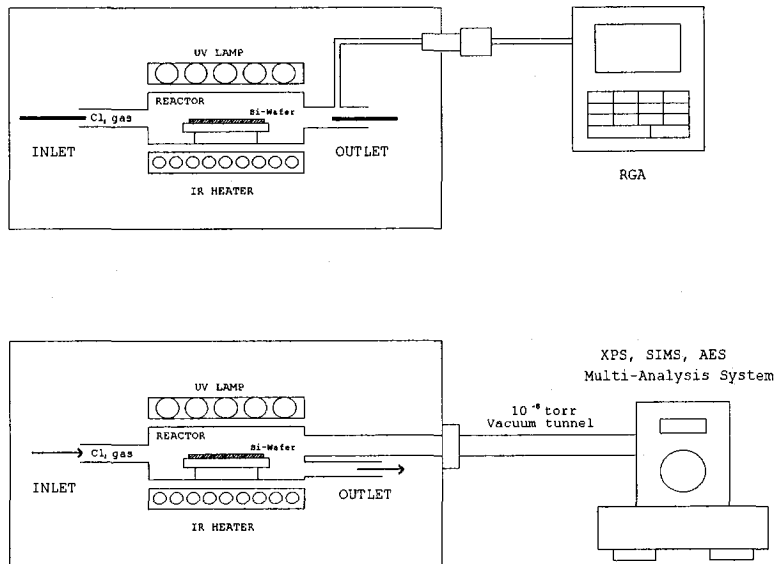 UV LAMP
REACTOR
Si-Wafer
Cl₂ gas
INLET
OUTLET
IR HEATER
RGA
XPS, SIMS, AES
Multi-Analysis System
UV LAMP
10⁻⁸ torr
Vacuum tunnel
REACTOR
Si-Wafer
Cl₂ gas
INLET
OUTLET
IR HEATER